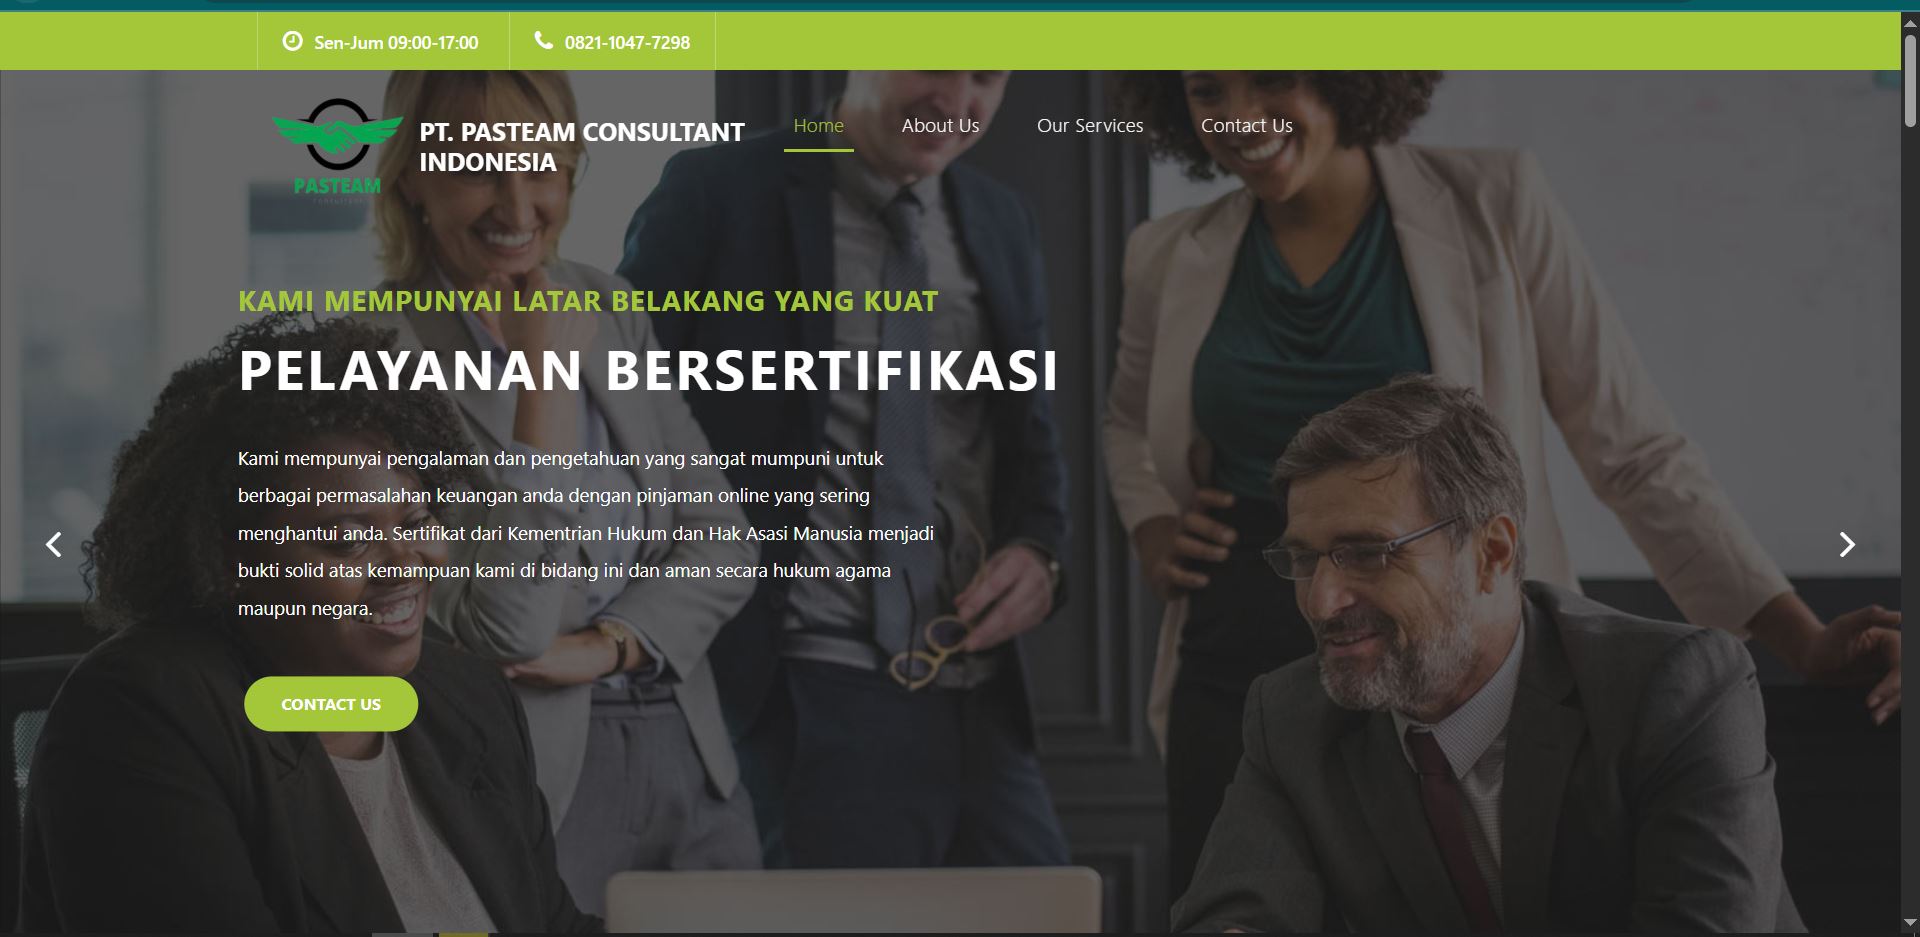 Sen-Jum 09:00-17:00
0821-1047-7298
PASTEAM
CONSULTANT
PT. PASTEAM CONSULTANT
INDONESIA
Home
About Us
Our Services
Contact Us
KAMI MEMPUNYAI LATAR BELAKANG YANG KUAT
PELAYANAN BERSERTIFIKASI
Kami mempunyai pengalaman dan pengetahuan yang sangat mumpuni untuk
berbagai permasalahan keuangan anda dengan pinjaman online yang sering
menghantui anda. Sertifikat dari Kementrian Hukum dan Hak Asasi Manusia menjadi
bukti solid atas kemampuan kami di bidang ini dan aman secara hukum agama
maupun negara.
CONTACT US